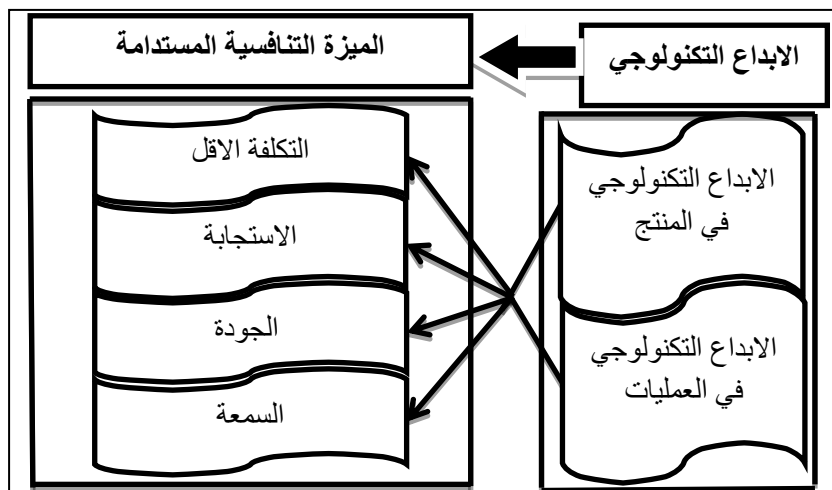 الابداع التكنولوجي
الميزة التنافسية المستدامة
الابداع التكنولوجي
في المنتج
الابداع التكنولوجي
في العمليات
التكلفة الاقل
الاستجابة
الجودة
السمعة